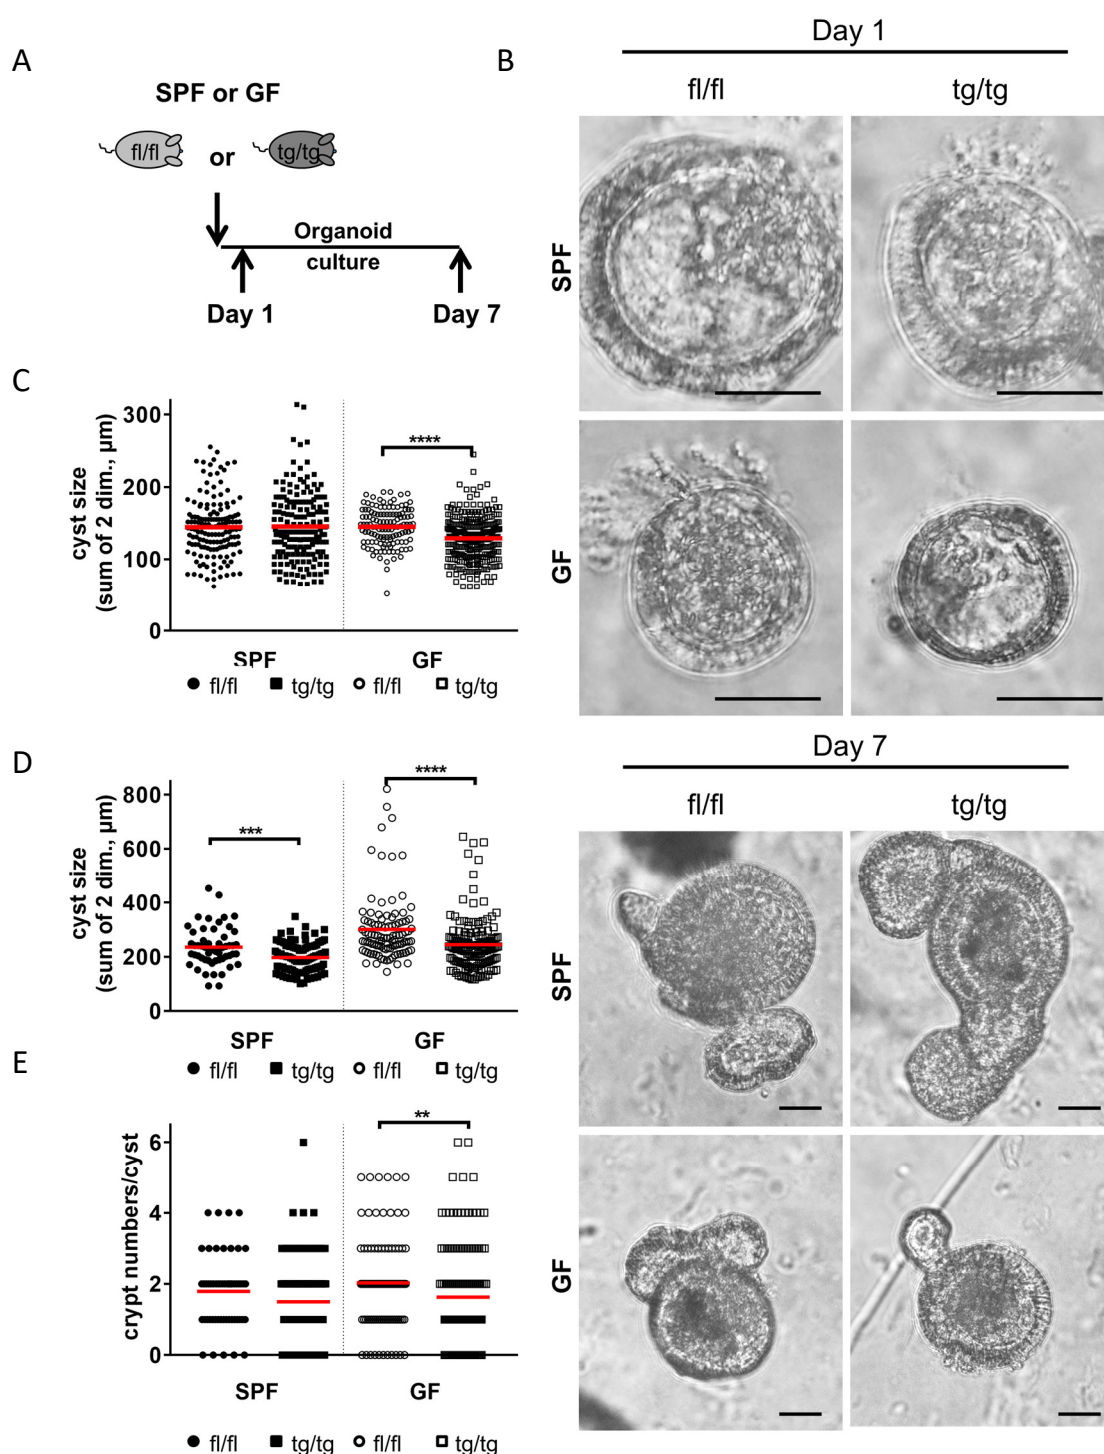 A
SPF or GF
fl/fl or tg/tg
Organoid
culture
Day 1 Day 7
B
Day 1
fl/fl tg/tg
SPF
GF
Day 7
fl/fl tg/tg
SPF
GF
C
cyst size
(sum of 2 dim., µm)
300
200
100
0
****
SPF GF
● fl/fl ■ tg/tg o fl/fl □ tg/tg
D
cyst size
(sum of 2 dim., µm)
800
600
400
200
0
***
****
SPF GF
● fl/fl ■ tg/tg o fl/fl □ tg/tg
E
crypt numbers/cyst
6
4
2
0
**
SPF GF
● fl/fl ■ tg/tg o fl/fl □ tg/tg